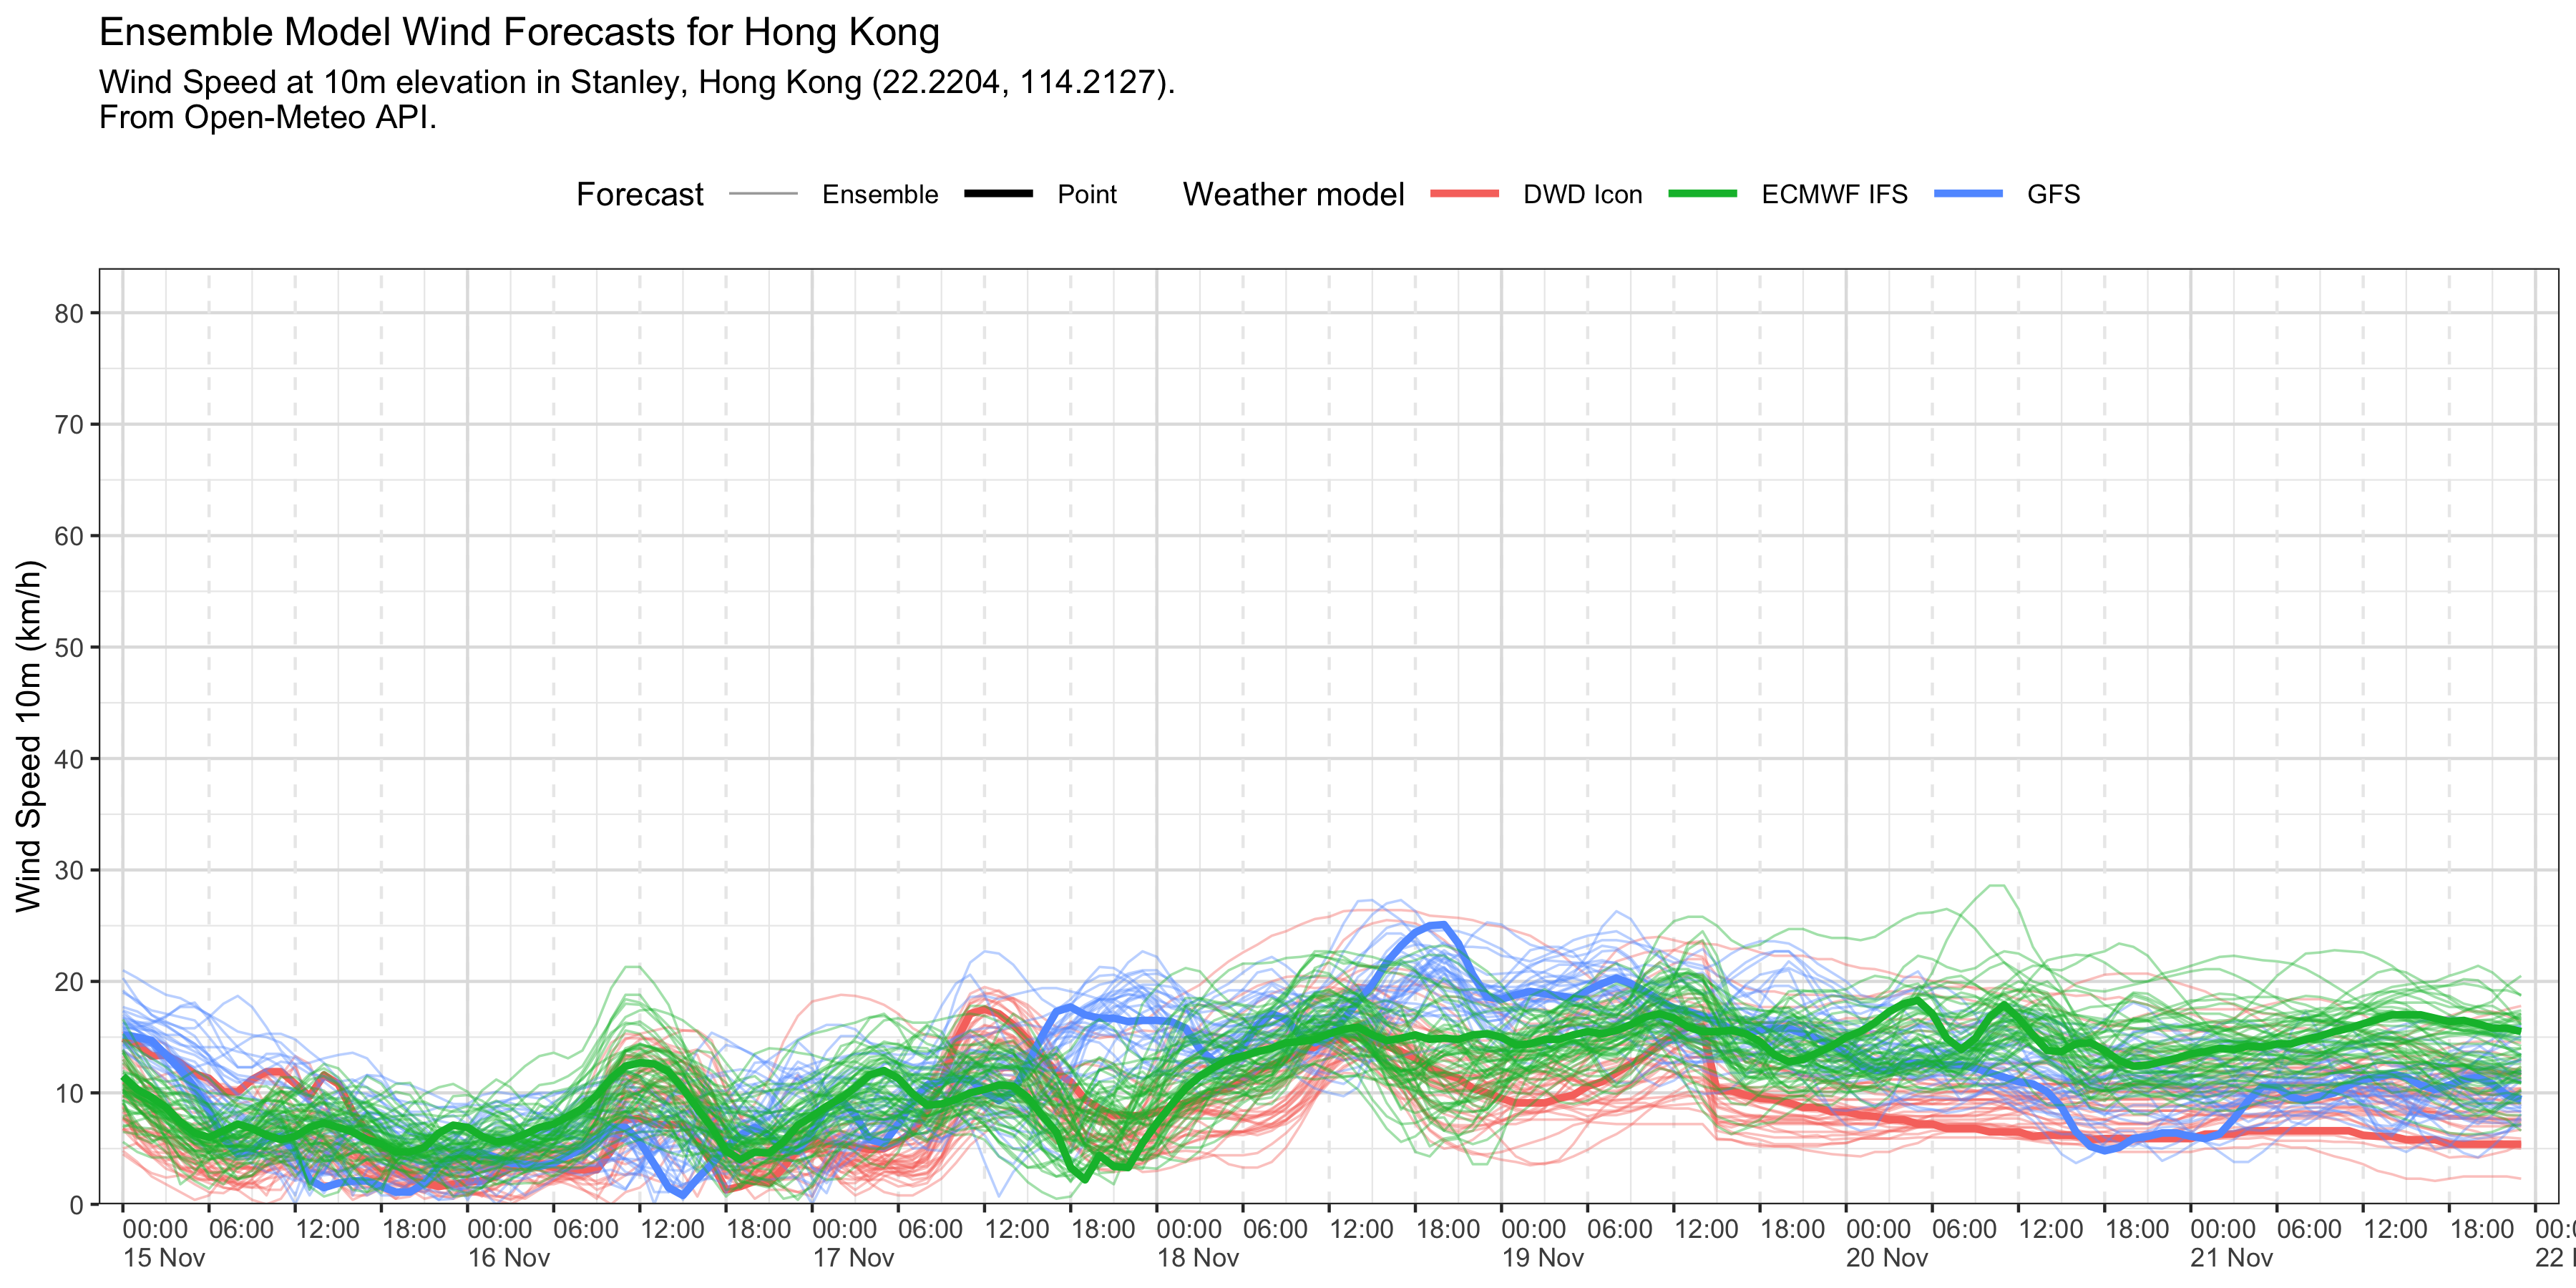 Ensemble Model Wind Forecasts for Hong Kong
Wind Speed at 10m elevation in Stanley, Hong Kong (22.2204, 114.2127).
From Open-Meteo API.
Forecast Ensemble Point Weather model DWD Icon ECMWF IFS GFS
Wind Speed 10m (km/h)
80
70
60
50
40
30
20
10
0
00:00 06:00 12:00 18:00 00:00 06:00 12:00 18:00 00:00 06:00 12:00 18:00 00:00 06:00 12:00 18:00 00:00 06:00 12:00 18:00 00:00 06:00 12:00 18:00 00:00 06:00 12:00 18:00
15 Nov 16 Nov 17 Nov 18 Nov 19 Nov 20 Nov 21 Nov 22